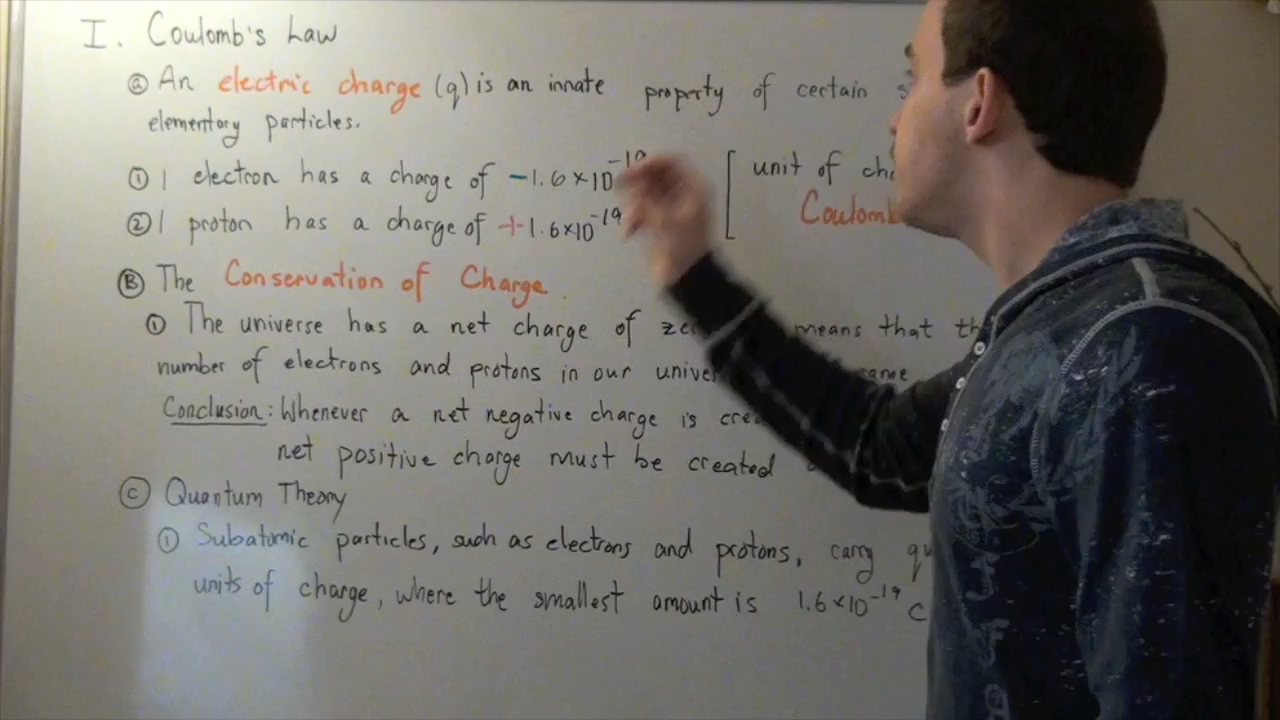 I. Coulomb's Law
ⓐ An electric charge (q) is an innate property of certain
elementary particles.
① 1 electron has a charge of -1.6×10⁻¹⁹ [ unit of
② 1 proton has a charge of +1.6×10⁻¹⁹ Coulomb
Ⓑ The Conservation of Charge.
① The universe has a net charge of means that
number of electrons and protons in our
Conclusion: Whenever a net negative charge is
net positive charge must be created
Ⓒ Quantum Theory
① Subatomic particles, such as electrons and protons, carry
units of charge, where the smallest amount is 1.6×10⁻¹⁹ C